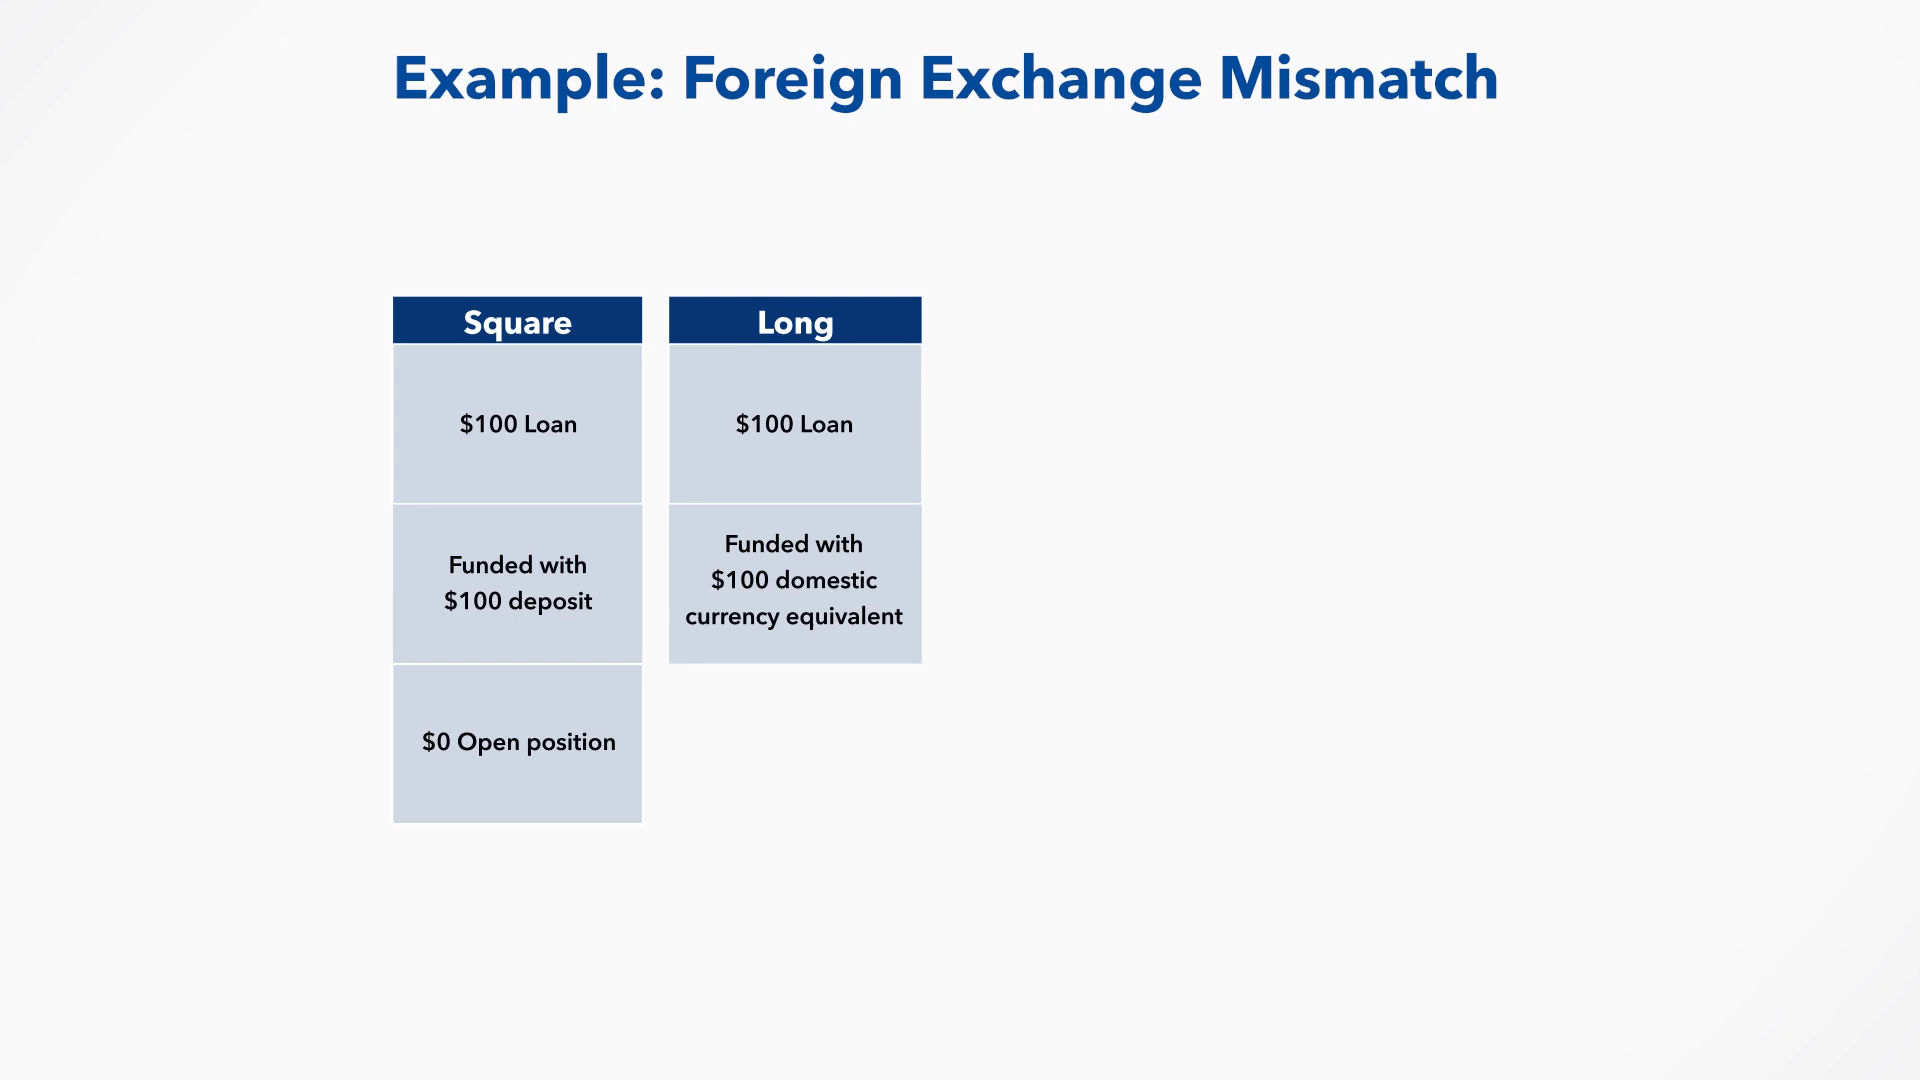 Example: Foreign Exchange Mismatch
Square
$100 Loan
Funded with
$100 deposit
$0 Open position
Long
$100 Loan
Funded with
$100 domestic
currency equivalent